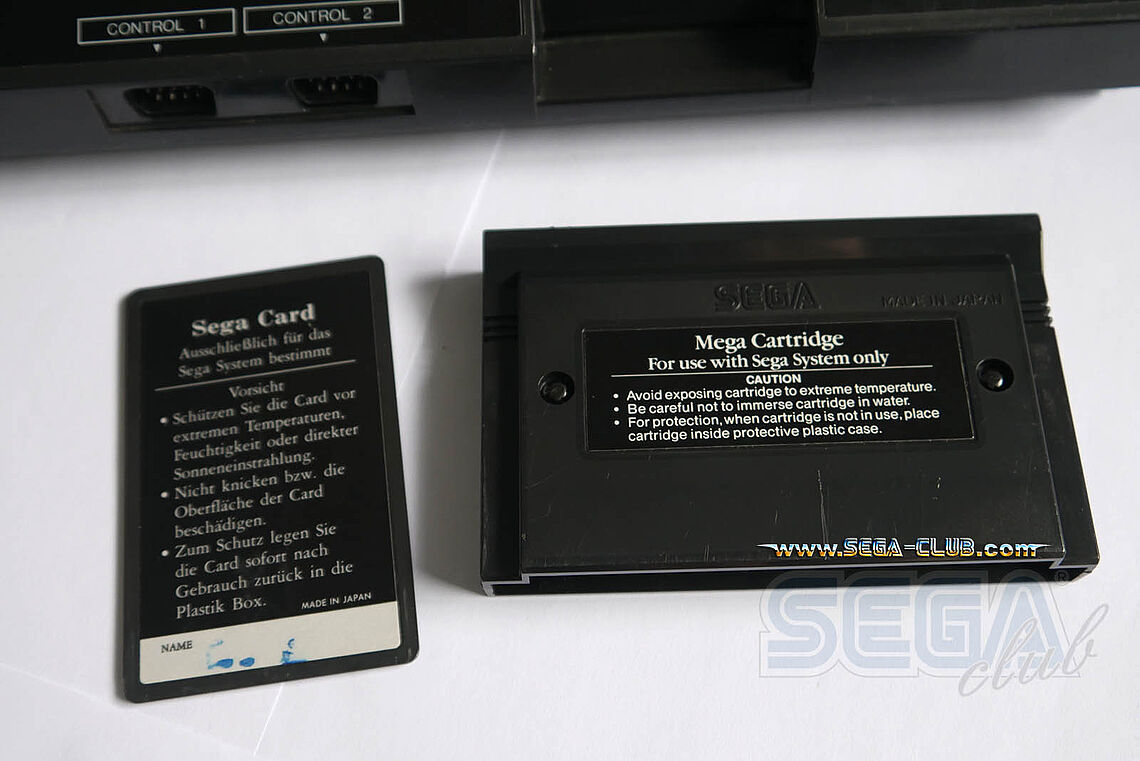 CONTROL 1
CONTROL 2
Sega Card
Ausschließlich für das
Sega System bestimmt
Vorsicht
• Schützen Sie die Card vor
extremen Temperaturen,
Feuchtigkeit oder direkter
Sonneneinstrahlung.
• Nicht knicken bzw. die
Oberfläche der Card
beschädigen.
• Zum Schutz legen Sie
die Card sofort nach
Gebrauch zurück in die
Plastik Box.
MADE IN JAPAN
NAME
SEGA
MADE IN JAPAN
Mega Cartridge
For use with Sega System only
CAUTION
• Avoid exposing cartridge to extreme temperature.
• Be careful not to immerse cartridge in water.
• For protection, when cartridge is not in use, place
cartridge inside protective plastic case.
www.SEGA-CLUB.com
SEGA®
club